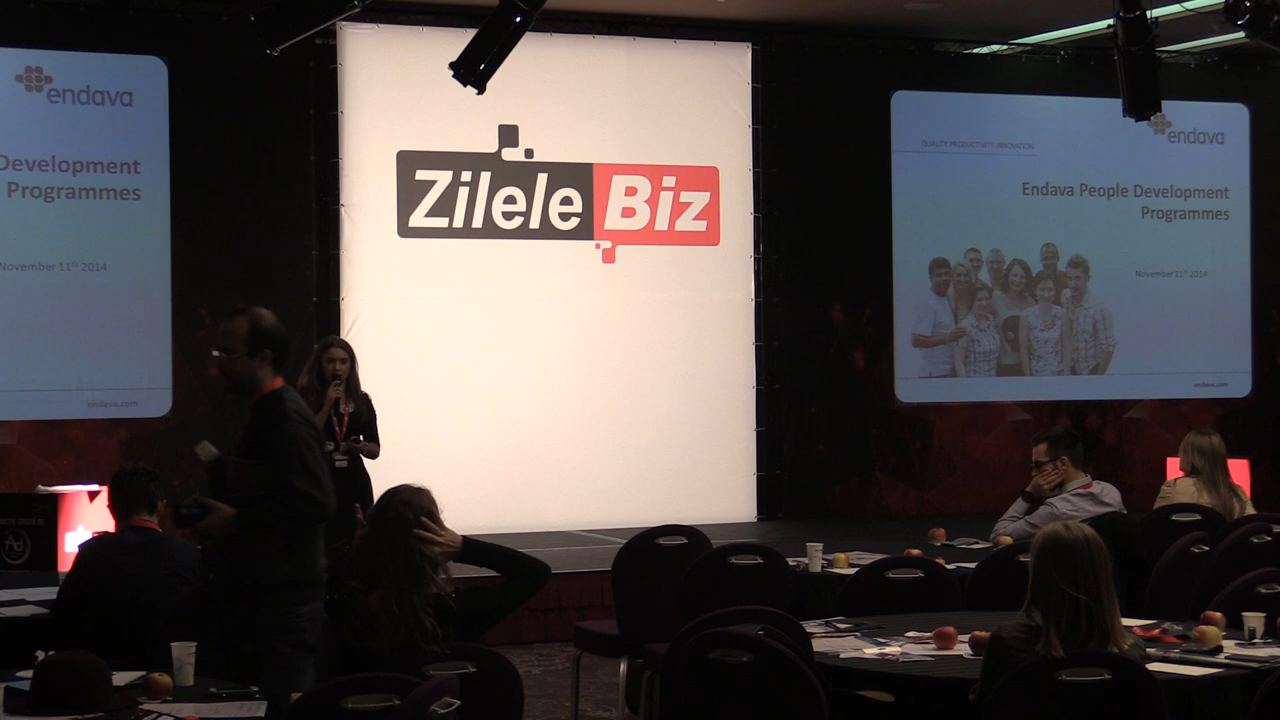 endava
Development
Programmes
November 11th 2014
endava.com
Zilele Biz
QUALITY. PRODUCTIVITY. INNOVATION.
endava
Endava People Development
Programmes
November 11th 2014
endava.com
Ad